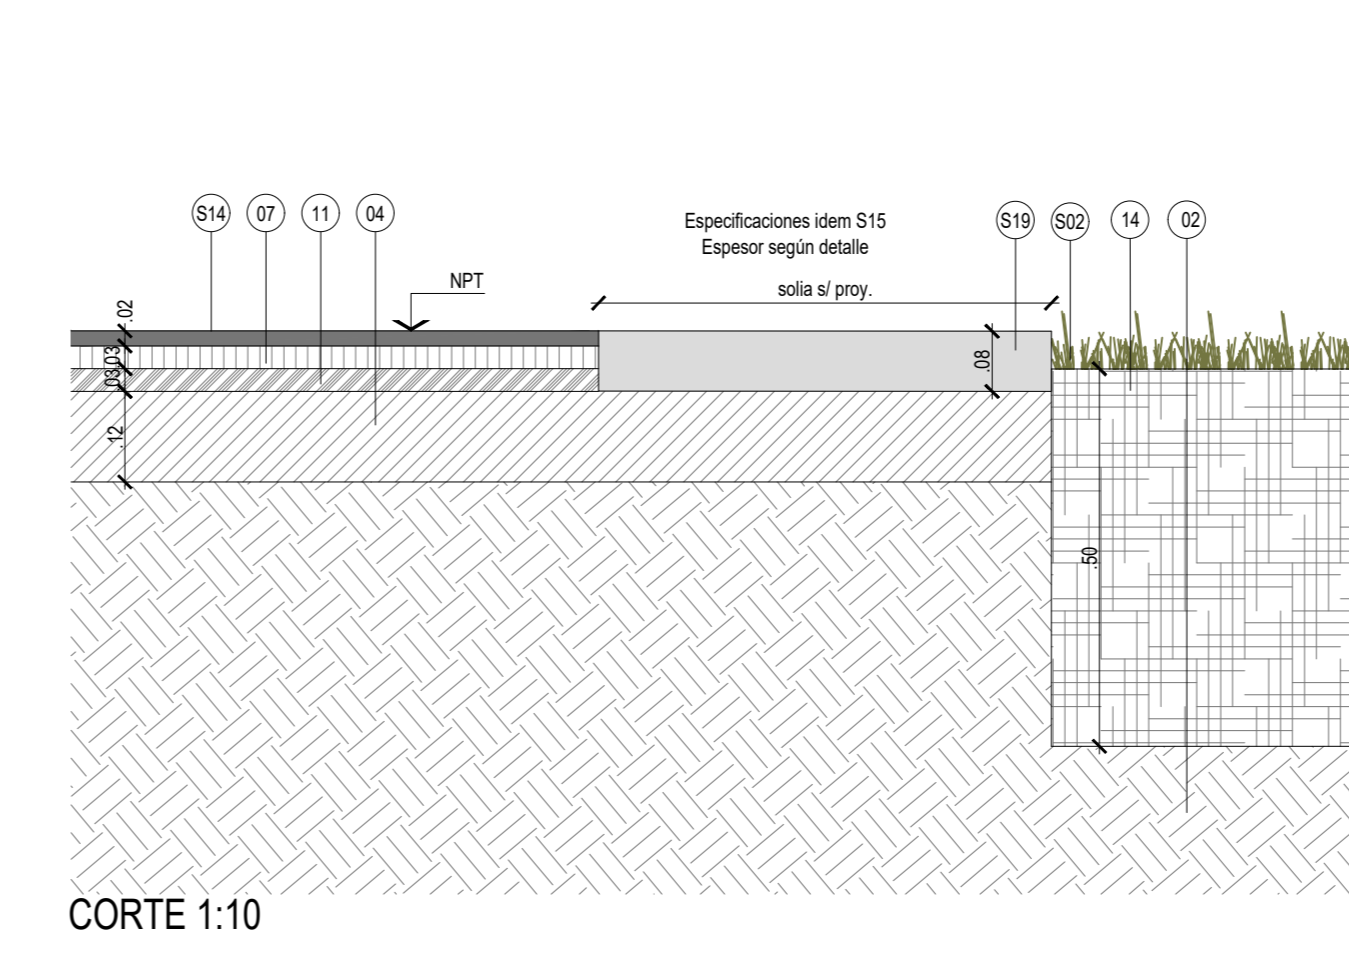 S14 07 11 04
Especificaciones idem S15
Espesor según detalle
S19 S02 14 02
NPT
solia s/ proy.
.02
.03
.03
.12
.08
.50
CORTE 1:10